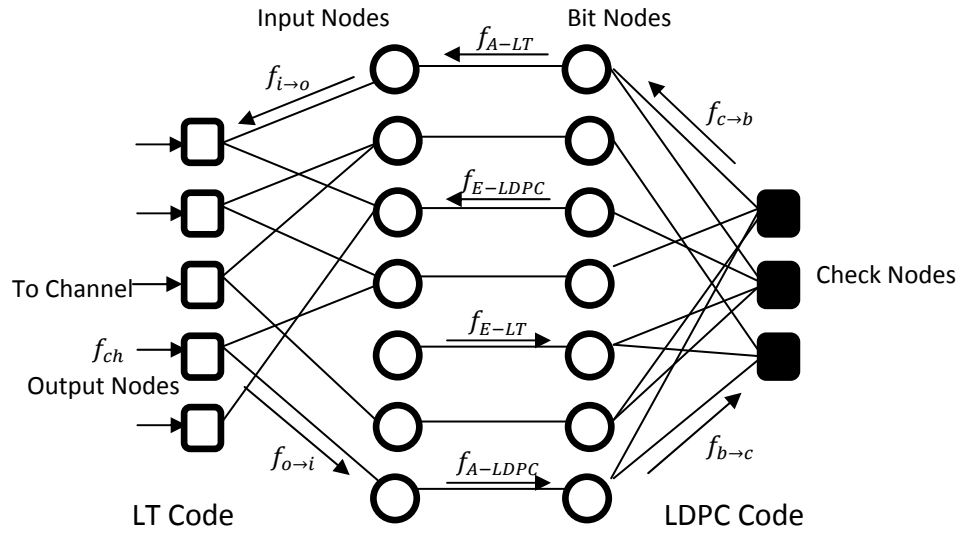 Input Nodes
Bit Nodes
f_{A-LT}
f_{i→o}
f_{c→b}
f_{E-LDPC}
To Channel
Check Nodes
f_{E-LT}
f_{ch}
Output Nodes
f_{o→i}
f_{A-LDPC}
f_{b→c}
LT Code
LDPC Code